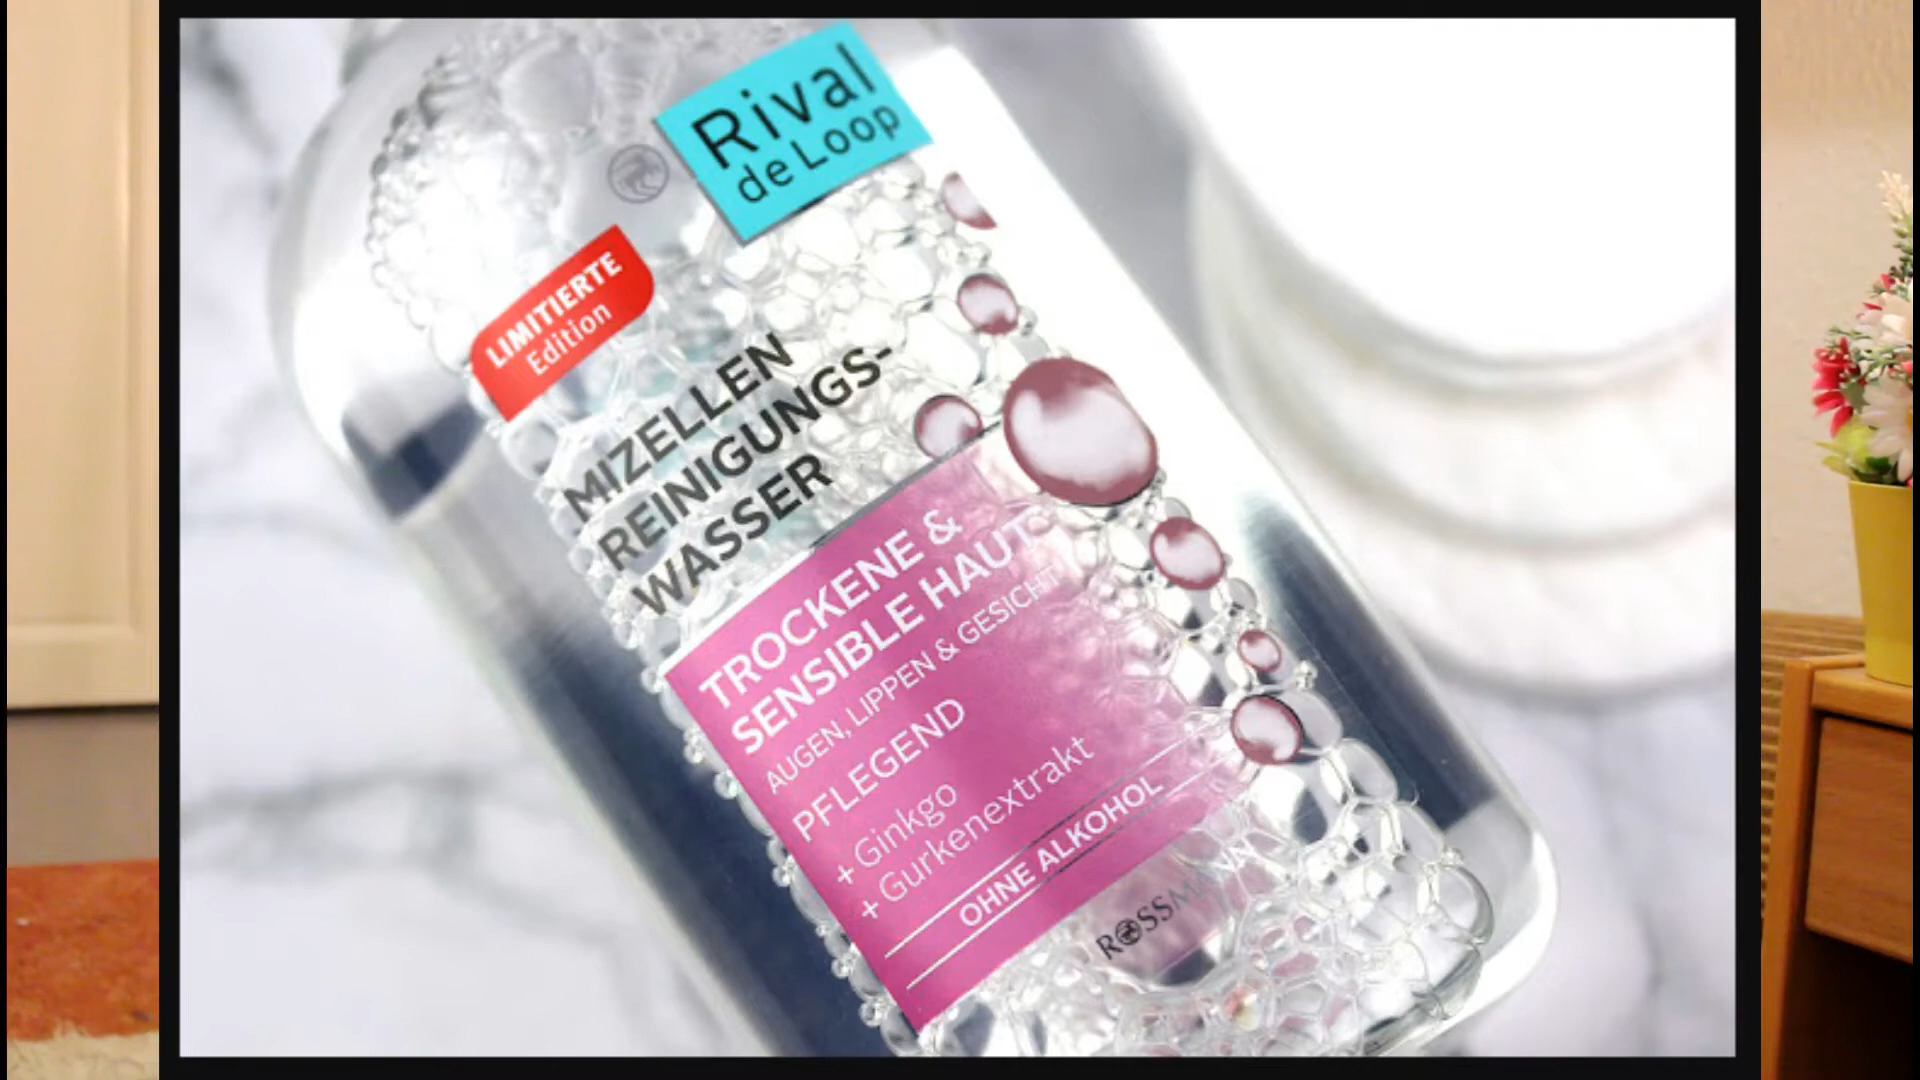 Rival
de Loop
LIMITIERTE
Edition
MIZELLEN
REINIGUNGS-
WASSER
TROCKENE &
SENSIBLE HAUT
AUGEN, LIPPEN & GESICHT
PFLEGEND
+ Ginkgo
+ Gurkenextrakt
OHNE ALKOHOL
ROSSMANN